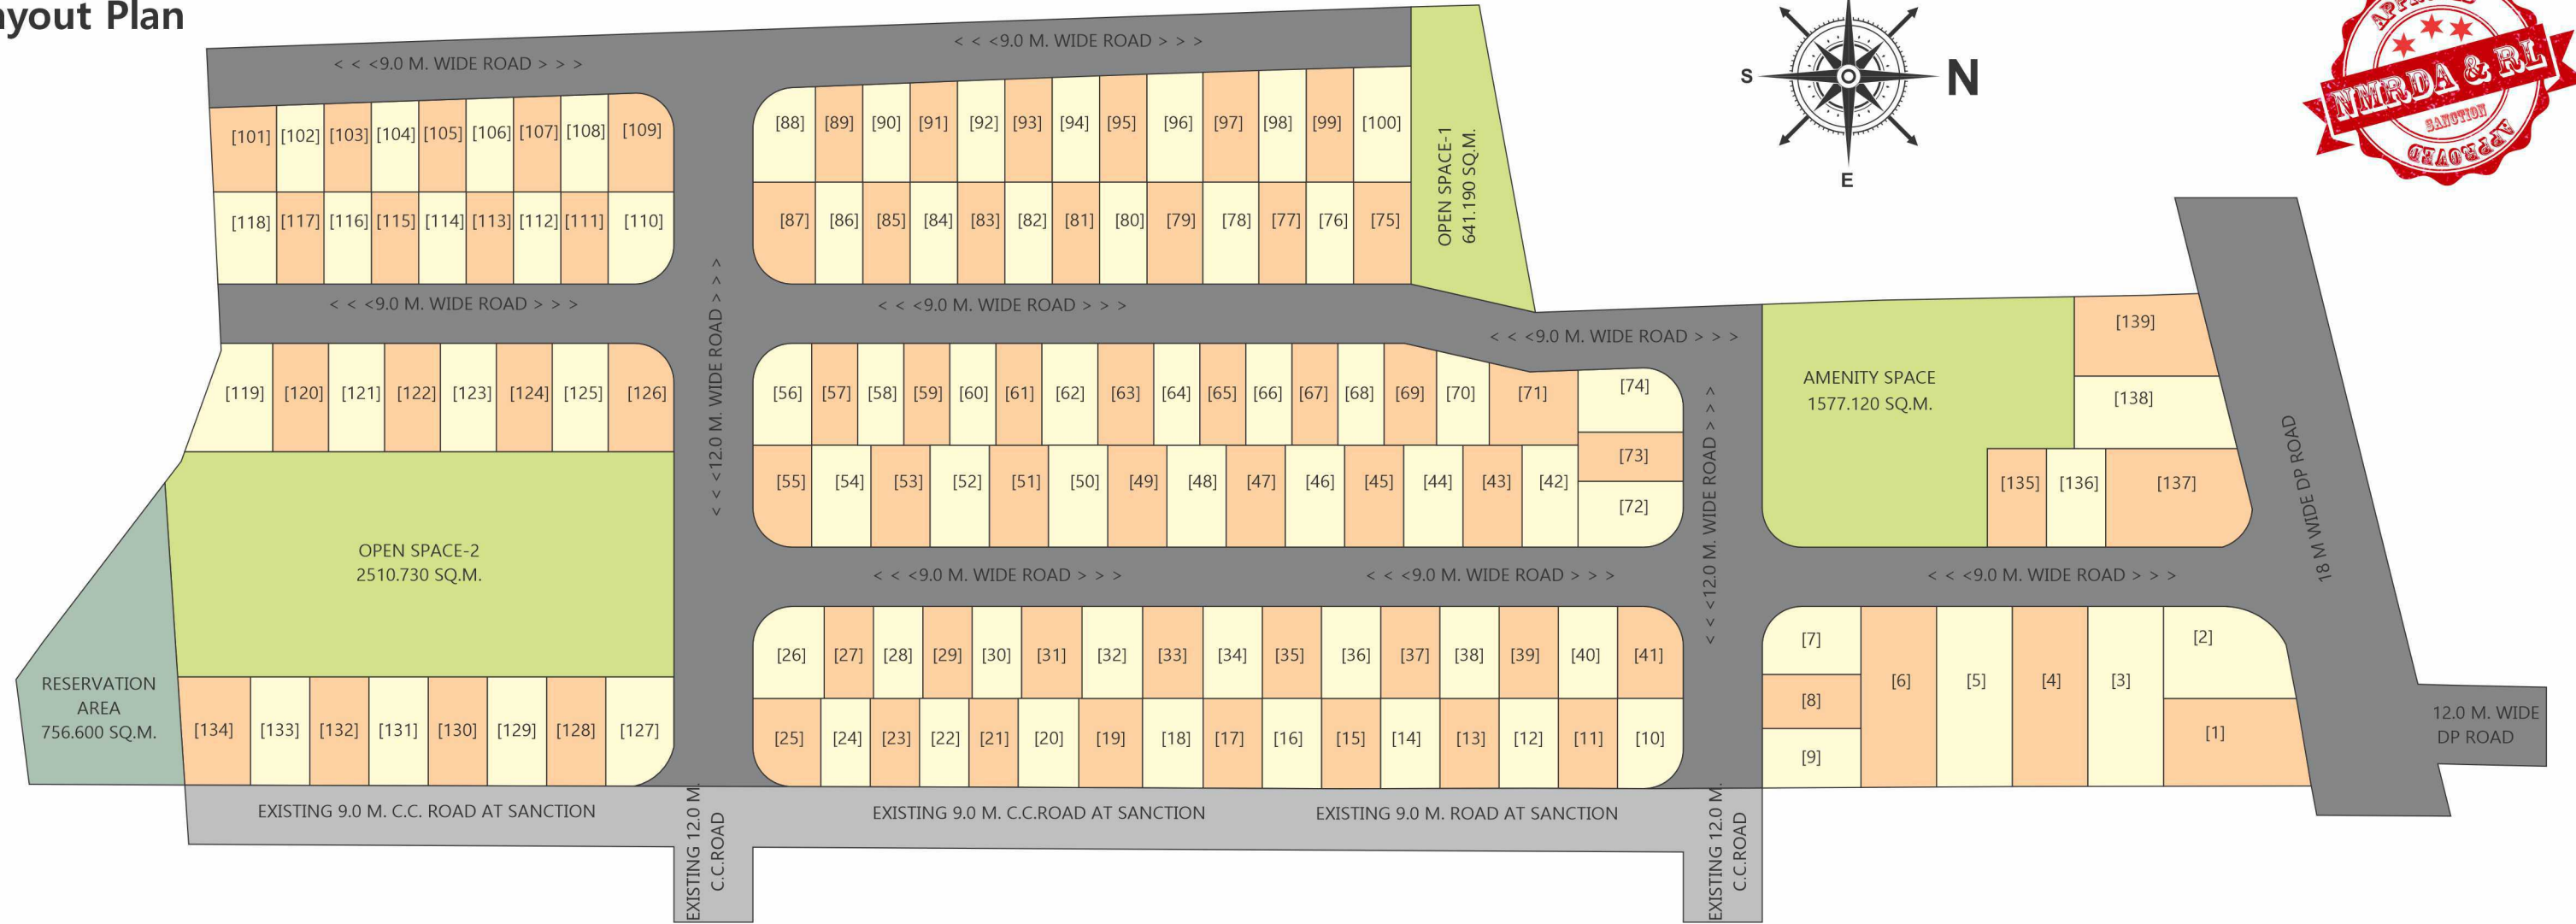 yout Plan
< < <9.0 M. WIDE ROAD > > >
< < <9.0 M. WIDE ROAD > > >
S
N
E
NMRDA & RL
SANCTION
APPROVED
[101] [102] [103] [104] [105] [106] [107] [108] [109]
[88] [89] [90] [91] [92] [93] [94] [95] [96] [97] [98] [99] [100]
OPEN SPACE-1
641.190 SQ.M.
[118] [117] [116] [115] [114] [113] [112] [111] [110]
[87] [86] [85] [84] [83] [82] [81] [80] [79] [78] [77] [76] [75]
< < <9.0 M. WIDE ROAD > > >
< < <12.0 M. WIDE ROAD > > >
< < <9.0 M. WIDE ROAD > > >
< < <9.0 M. WIDE ROAD > > >
[119] [120] [121] [122] [123] [124] [125] [126]
[56] [57] [58] [59] [60] [61] [62] [63] [64] [65] [66] [67] [68] [69] [70] [71] [74]
[73]
[72]
[55] [54] [53] [52] [51] [50] [49] [48] [47] [46] [45] [44] [43] [42]
< < <12.0 M. WIDE ROAD > > >
AMENITY SPACE
1577.120 SQ.M.
[139]
[138]
[135] [136] [137]
18 M WIDE DP ROAD
OPEN SPACE-2
2510.730 SQ.M.
< < <9.0 M. WIDE ROAD > > >
< < <9.0 M. WIDE ROAD > > >
< < <9.0 M. WIDE ROAD > > >
RESERVATION
AREA
756.600 SQ.M.
[134] [133] [132] [131] [130] [129] [128] [127]
[26] [27] [28] [29] [30] [31] [32] [33] [34] [35] [36] [37] [38] [39] [40] [41]
[25] [24] [23] [22] [21] [20] [19] [18] [17] [16] [15] [14] [13] [12] [11] [10]
[7]
[8]
[9]
[6] [5] [4] [3]
[2]
[1]
12.0 M. WIDE
DP ROAD
EXISTING 9.0 M. C.C. ROAD AT SANCTION
EXISTING 12.0 M.
C.C.ROAD
EXISTING 9.0 M. C.C.ROAD AT SANCTION
EXISTING 9.0 M. ROAD AT SANCTION
EXISTING 12.0 M.
C.C.ROAD